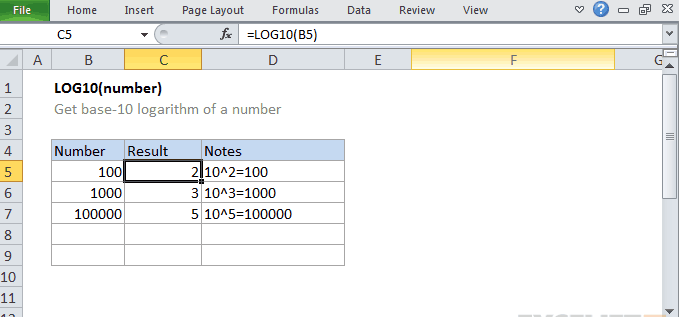 File Home Insert Page Layout Formulas Data Review View
C5 fx =LOG10(B5)
A B C D E F G
1 LOG10(number)
2 Get base-10 logarithm of a number
3
4 Number Result Notes
5 100 2 10^2=100
6 1000 3 10^3=1000
7 100000 5 10^5=100000
8
9
10
11